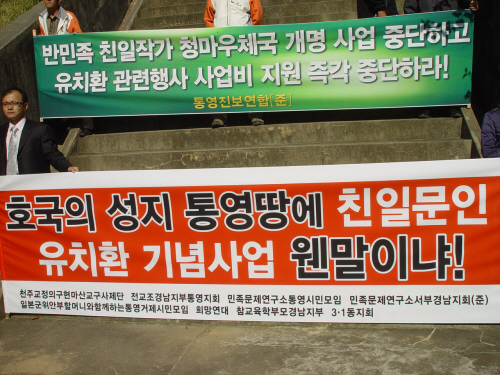 반민족 친일작가 청마우체국 개명 사업 중단하고
유치환 관련행사 사업비 지원 즉각 중단하라!
통영진보연합(준)
호국의 성지 통영땅에 친일문인
유치환 기념사업 웬말이냐!
천주교정의구현마산교구사제단 전교조경남지부통영지회 민족문제연구소통영시민모임 민족문제연구소서부경남지회(준)
일본군위안부할머니와함께하는통영거제시민모임 희망연대 참교육학부모경남지부 3·1동지회